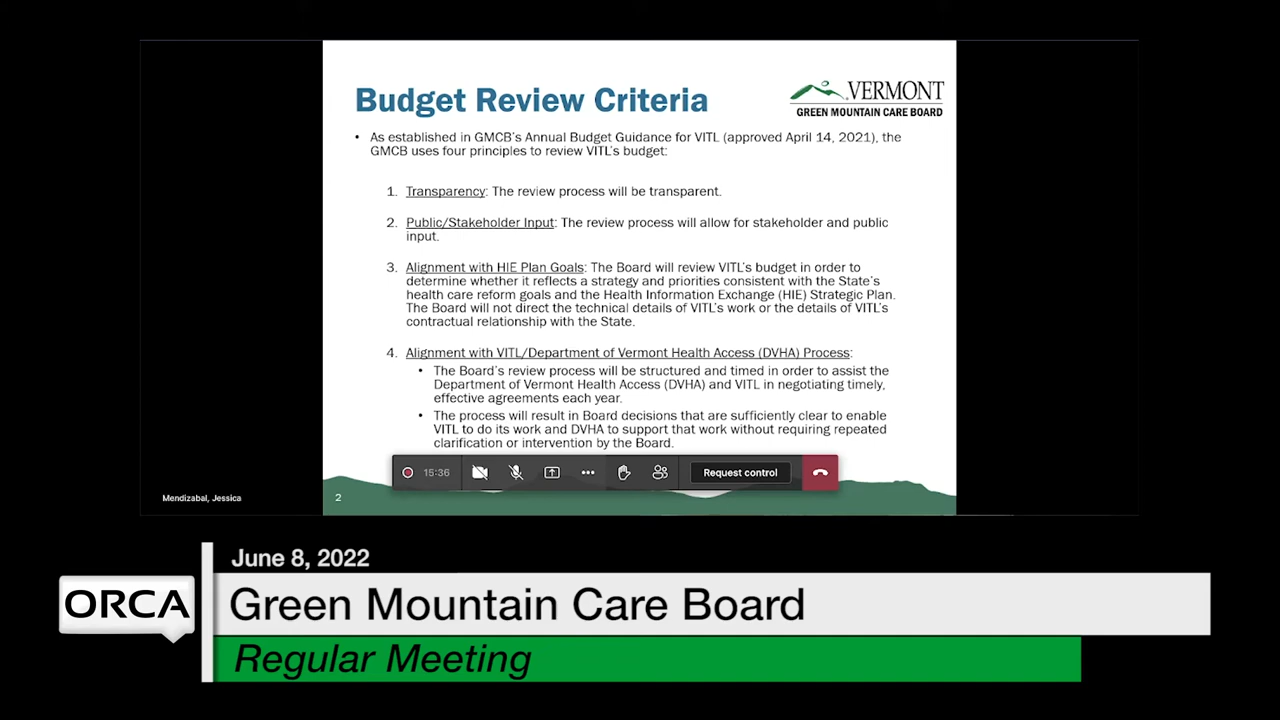 Budget Review Criteria
VERMONT
GREEN MOUNTAIN CARE BOARD
• As established in GMCB's Annual Budget Guidance for VITL (approved April 14, 2021), the
GMCB uses four principles to review VITL's budget:
1. Transparency: The review process will be transparent.
2. Public/Stakeholder Input: The review process will allow for stakeholder and public
input.
3. Alignment with HIE Plan Goals: The Board will review VITL's budget in order to
determine whether it reflects a strategy and priorities consistent with the State's
health care reform goals and the Health Information Exchange (HIE) Strategic Plan.
The Board will not direct the technical details of VITL's work or the details of VITL's
contractual relationship with the State.
4. Alignment with VITL/Department of Vermont Health Access (DVHA) Process:
• The Board's review process will be structured and timed in order to assist the
Department of Vermont Health Access (DVHA) and VITL in negotiating timely,
effective agreements each year.
• The process will result in Board decisions that are sufficiently clear to enable
VITL to do its work and DVHA to support that work without requiring repeated
clarification or intervention by the Board.
15:36
Request control
Mendizabal, Jessica
2
June 8, 2022
ORCA
Green Mountain Care Board
Regular Meeting